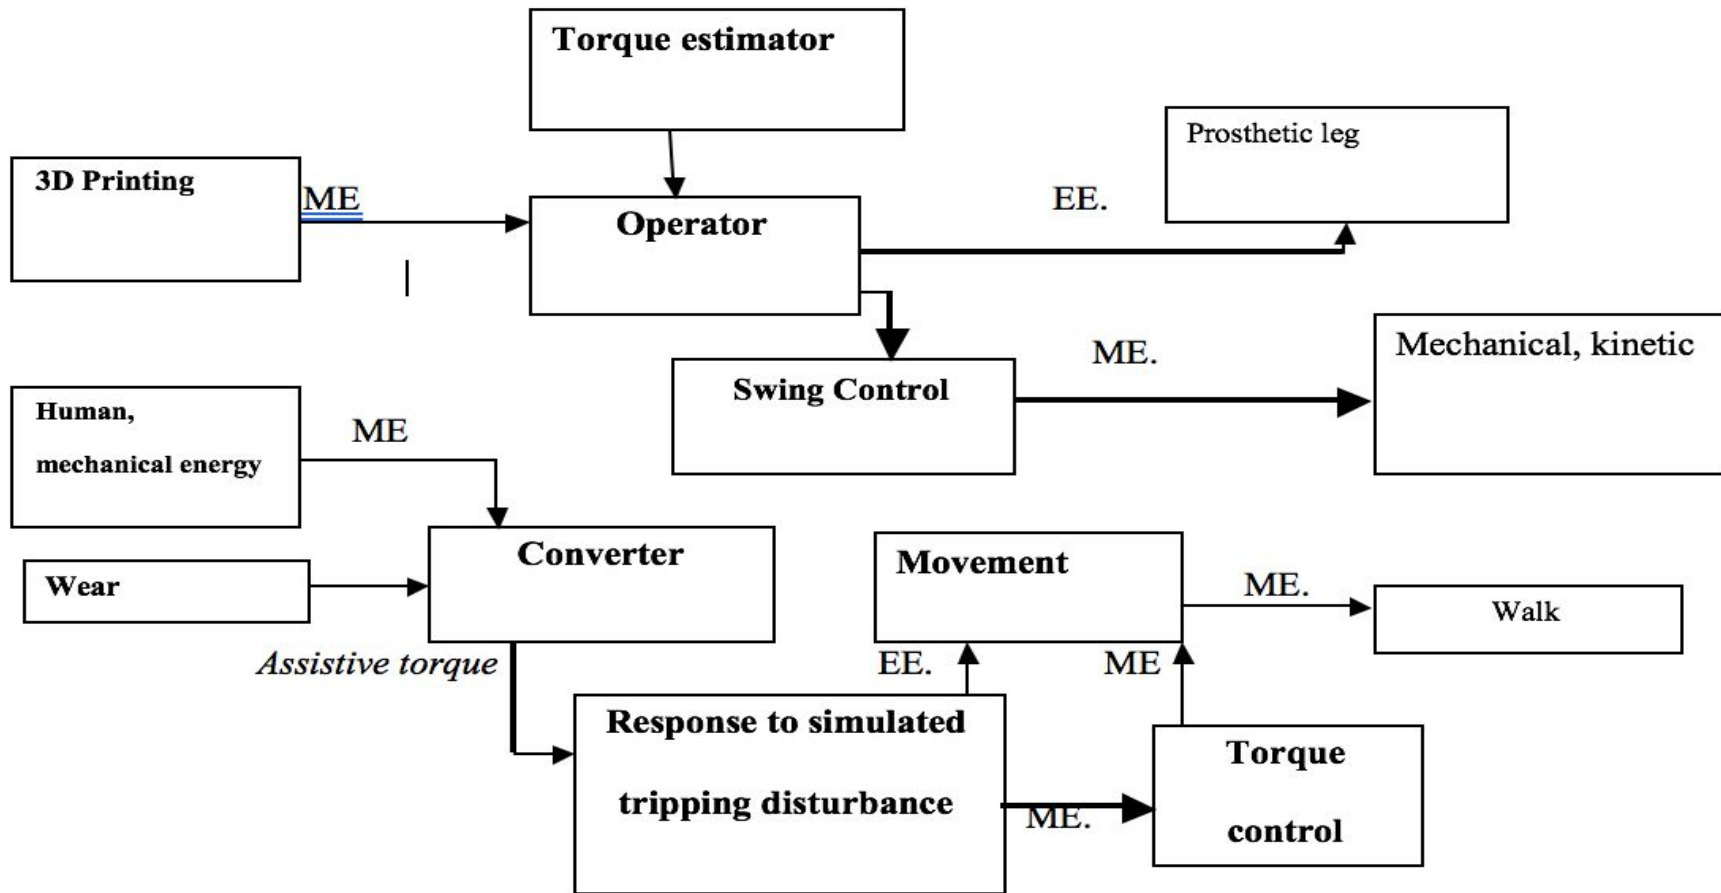 Torque estimator
Prosthetic leg
3D Printing
ME
EE.
Operator
Mechanical, kinetic
ME.
Swing Control
Human,
mechanical energy
ME
Converter
Movement
Wear
ME.
Walk
Assistive torque
EE.
ME
Response to simulated
tripping disturbance
ME.
Torque
control